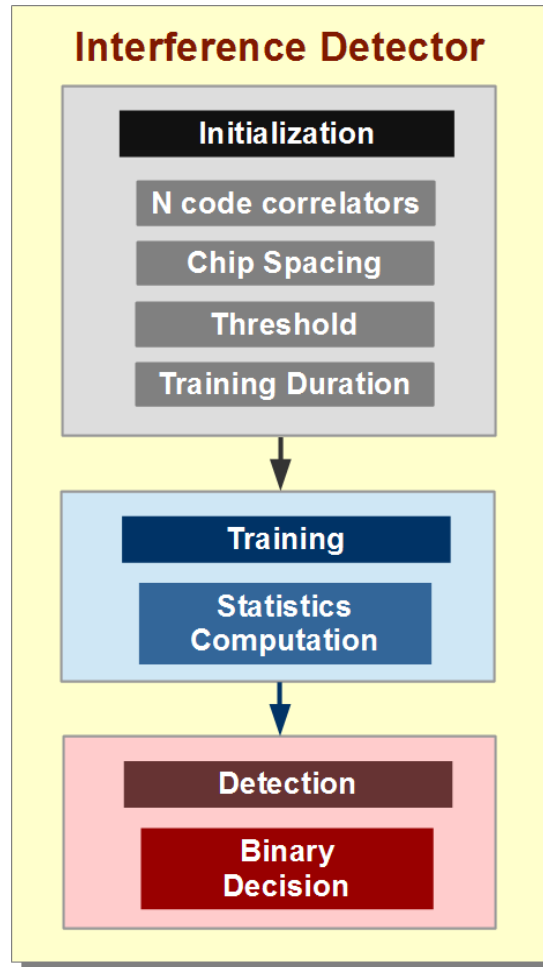 Interference Detector
Initialization
N code correlators
Chip Spacing
Threshold
Training Duration
Training
Statistics
Computation
Detection
Binary
Decision